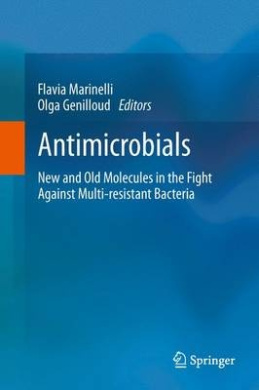 Flavia Marinelli
Olga Genilloud Editors
Antimicrobials
New and Old Molecules in the Fight
Against Multi-resistant Bacteria
Springer